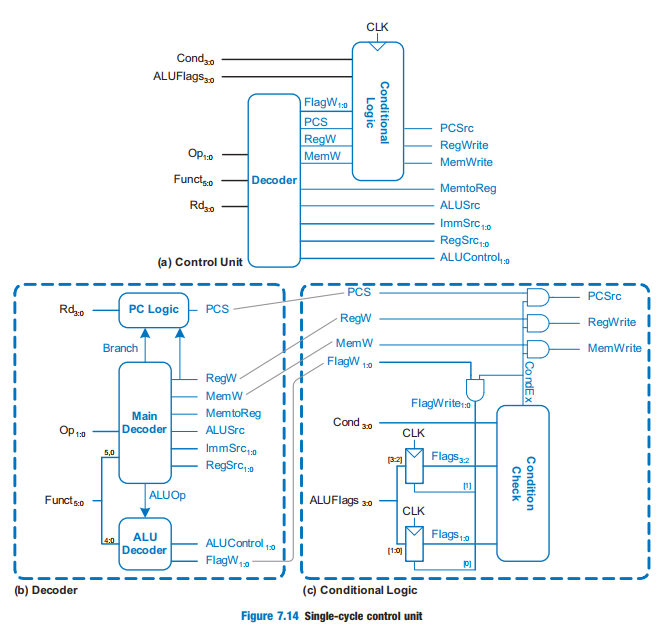 CLK
Cond3:0
ALUFlags3:0
Conditional
Logic
FlagW1:0
PCS
RegW
MemW
PCSrc
RegWrite
MemWrite
Op1:0
Funct5:0
Rd3:0
Decoder
MemtoReg
ALUSrc
ImmSrc1:0
RegSrc1:0
ALUControl1:0
(a) Control Unit
Rd3:0
PC Logic
PCS
Branch
RegW
MemW
MemtoReg
ALUSrc
ImmSrc1:0
RegSrc1:0
Main
Decoder
Op1:0
5,0
Funct5:0
ALUOp
4:0
ALU
Decoder
ALUControl1:0
FlagW1:0
(b) Decoder
PCS
RegW
MemW
FlagW1:0
PCSrc
RegWrite
MemWrite
CondEx
FlagWrite1:0
Cond3:0
CLK
[3:2]
Flags3:2
[1]
ALUFlags3:0
CLK
[1:0]
Flags1:0
[0]
Condition
Check
(c) Conditional Logic
Figure 7.14 Single-cycle control unit